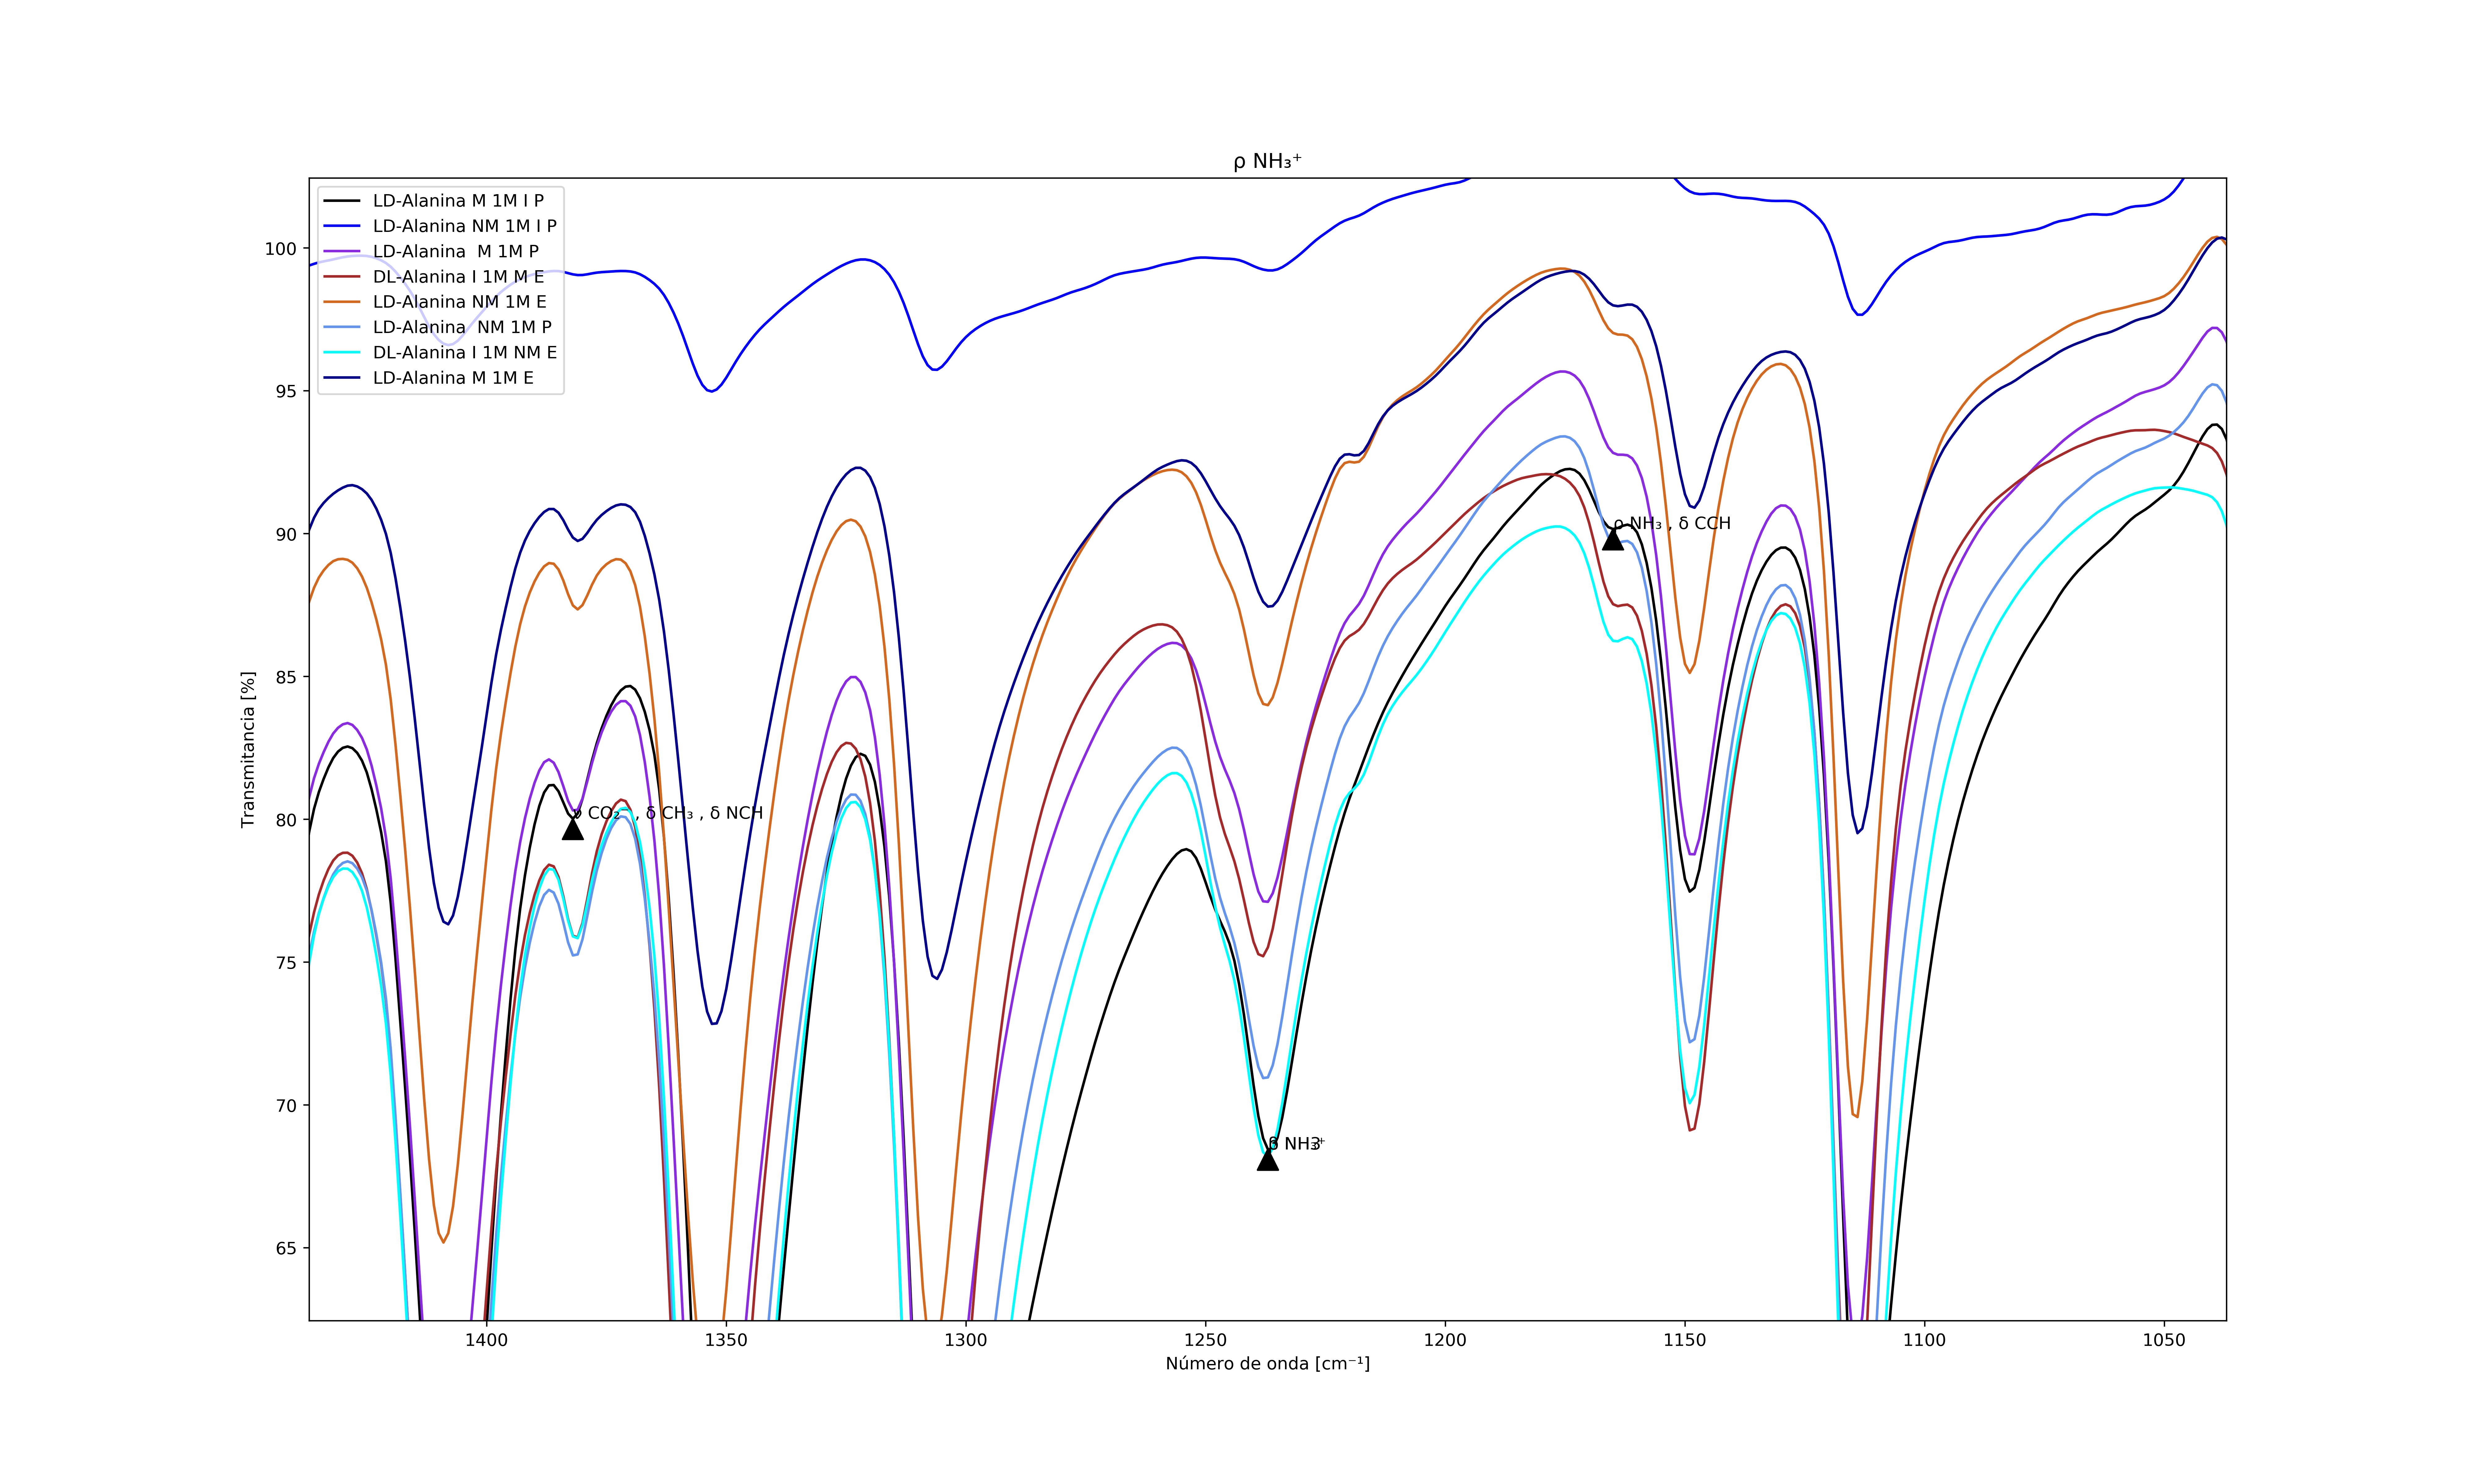 ρ NH₃⁺
LD-Alanina M 1M I P
LD-Alanina NM 1M I P
LD-Alanina  M 1M P
DL-Alanina I 1M M E
LD-Alanina NM 1M E
LD-Alanina  NM 1M P
DL-Alanina I 1M NM E
LD-Alanina M 1M E
100
95
90
85
80
75
70
65
Transmitancia [%]
ρ NH₃ , δ CCH
CO₂ , δ CH₃ , δ NCH
1400
1350
1300
1250
1200
1150
1100
1050
Número de onda [cm⁻¹]